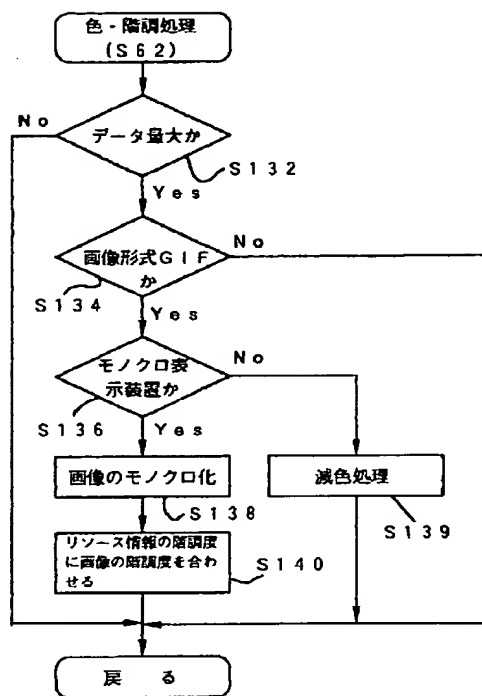 色・階調処理
(S62)
No
データ量大か
S132
Yes
No
画像形式GIF
か
S134
Yes
No
モノクロ表
示装置か
S136
Yes
画像のモノクロ化
減色処理
S138
S139
リソース情報の階調度
に画像の階調度を合わ
せる
S140
戻る